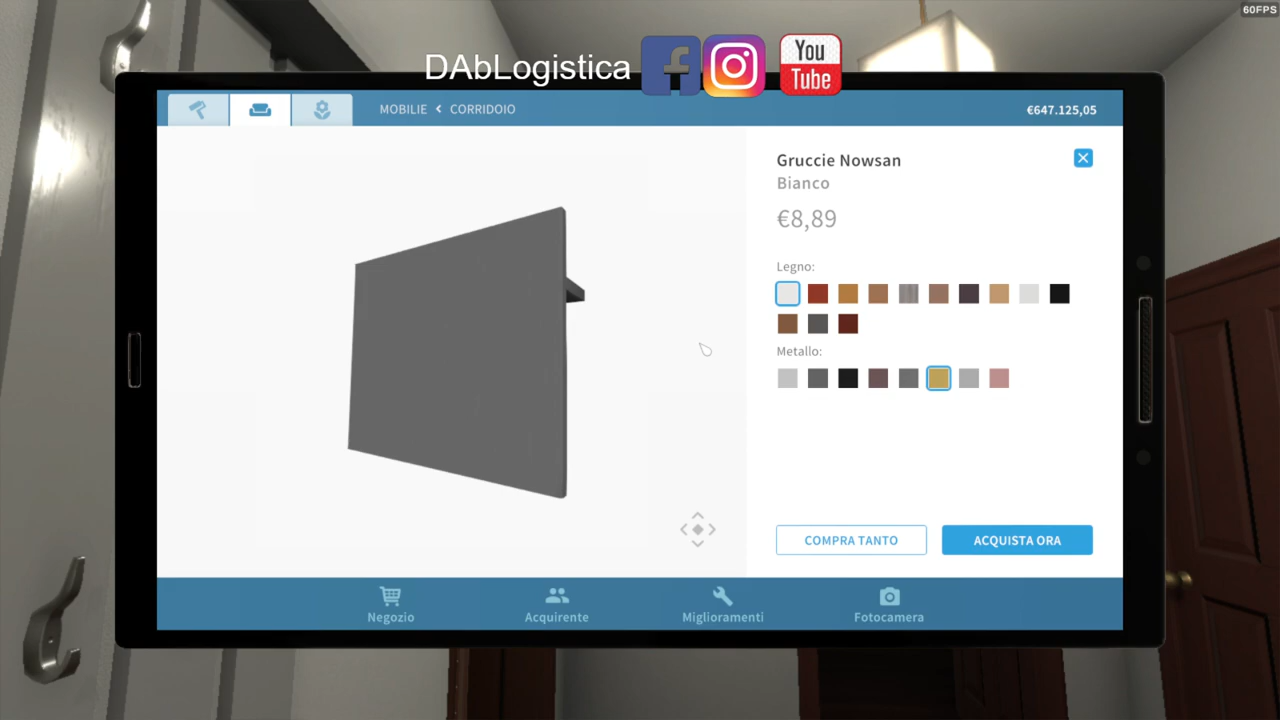 60FPS
DAbLogistica
You
Tube
MOBILIE < CORRIDOIO
€647.125,05
Gruccie Nowsan
Bianco
€8,89
Legno:
Metallo:
COMPRA TANTO
ACQUISTA ORA
Negozio
Acquirente
Miglioramenti
Fotocamera